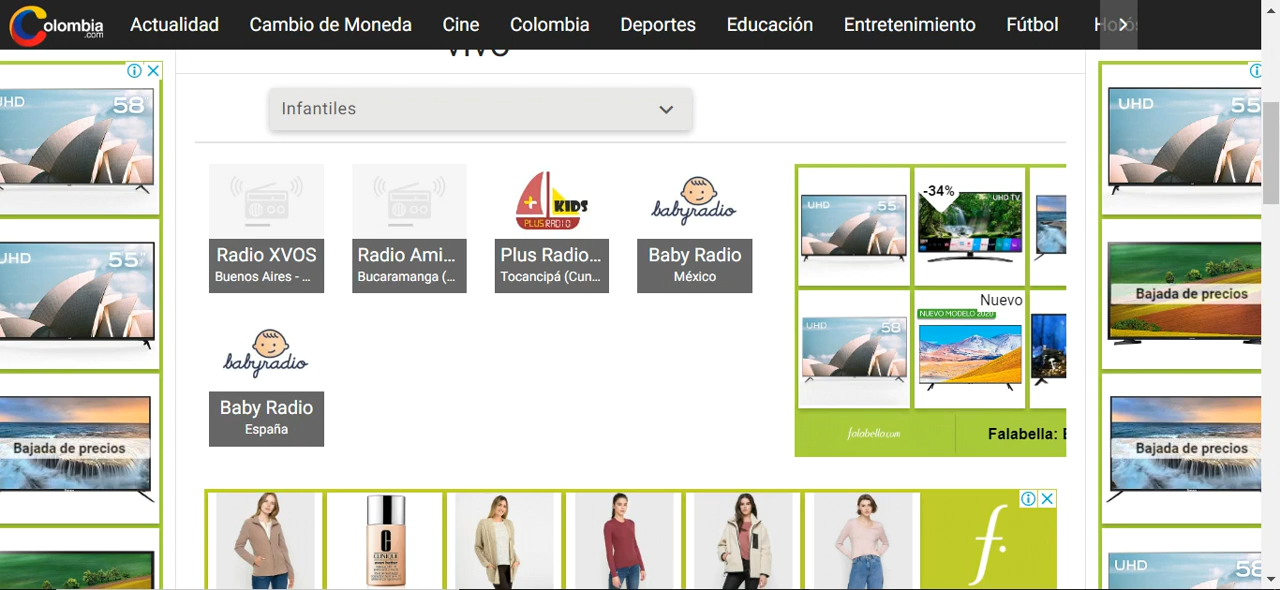 Colombia
.com
Actualidad
Cambio de Moneda
Cine
Colombia
Deportes
Educación
Entretenimiento
Fútbol
vivo
Infantiles
UHD 58"
UHD 55"
Bajada de precios
Radio XVOS
Buenos Aires - ...
Radio Ami...
Bucaramanga (...
KIDS
PLUS RADIO
Plus Radio...
Tocancipá (Cun...
babyradio
Baby Radio
México
babyradio
Baby Radio
España
UHD 55
-34%
UHD TV
UHD 58
Nuevo
NUEVO MODELO 2020
falabella.com
Falabella:
CLINIQUE
f.
UHD 55
Bajada de precios
Bajada de precios
UHD 58